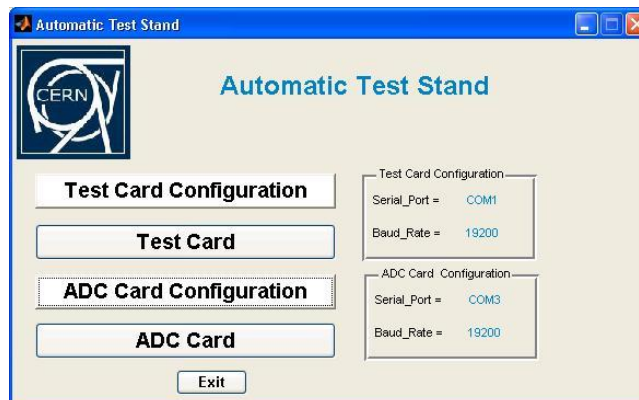 Automatic Test Stand
CERN
Automatic Test Stand
Test Card Configuration
Test Card
ADC Card Configuration
ADC Card
Exit
Test Card Configuration
Serial_Port = COM1
Baud_Rate = 19200
ADC Card Configuration
Serial_Port = COM3
Baud_Rate = 19200